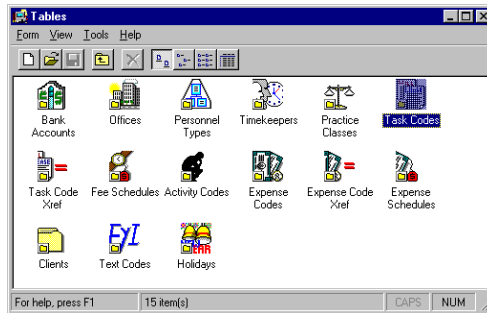 Tables
Form View Tools Help
Bank Accounts
Offices
Personnel Types
Timekeepers
Practice Classes
Task Codes
ASD =
Task Code Xref
Fee Schedules
Activity Codes
Expense Codes
Expense Code Xref
Expense Schedules
Clients
FyI
Text Codes
Holidays
For help, press F1
15 item(s)
CAPS
NUM